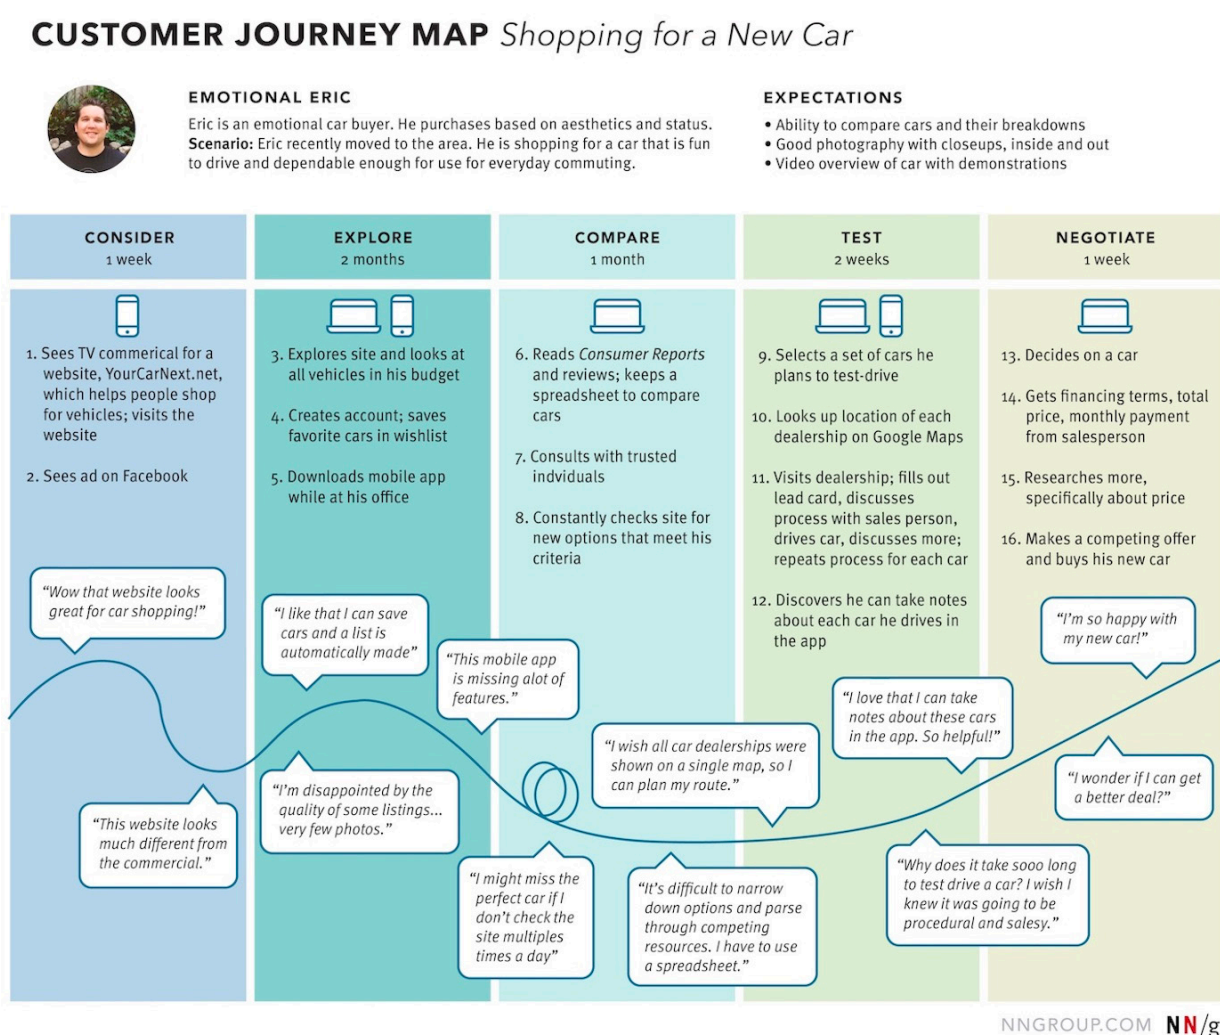 CUSTOMER JOURNEY MAP Shopping for a New Car
EMOTIONAL ERIC
Eric is an emotional car buyer. He purchases based on aesthetics and status.
Scenario: Eric recently moved to the area. He is shopping for a car that is fun
to drive and dependable enough for use for everyday commuting.
EXPECTATIONS
• Ability to compare cars and their breakdowns
• Good photography with closeups, inside and out
• Video overview of car with demonstrations
CONSIDER
1 week
1. Sees TV commerical for a
website, YourCarNext.net,
which helps people shop
for vehicles; visits the
website
2. Sees ad on Facebook
“Wow that website looks
great for car shopping!”
“This website looks
much different from
the commercial.”
EXPLORE
2 months
3. Explores site and looks at
all vehicles in his budget
4. Creates account; saves
favorite cars in wishlist
5. Downloads mobile app
while at his office
“I like that I can save
cars and a list is
automatically made”
“I’m disappointed by the
quality of some listings...
very few photos.”
“This mobile app
is missing alot of
features.”
COMPARE
1 month
6. Reads Consumer Reports
and reviews; keeps a
spreadsheet to compare
cars
7. Consults with trusted
indviduals
8. Constantly checks site for
new options that meet his
criteria
“I might miss the
perfect car if I
don’t check the
site multiples
times a day”
“I wish all car dealerships were
shown on a single map, so I
can plan my route.”
“It’s difficult to narrow
down options and parse
through competing
resources. I have to use
a spreadsheet.”
TEST
2 weeks
9. Selects a set of cars he
plans to test-drive
10. Looks up location of each
dealership on Google Maps
11. Visits dealership; fills out
lead card, discusses
process with sales person,
drives car, discusses more;
repeats process for each car
12. Discovers he can take notes
about each car he drives in
the app
“I love that I can take
notes about these cars
in the app. So helpful!”
“Why does it take sooo long
to test drive a car? I wish I
knew it was going to be
procedural and salesy.”
NEGOTIATE
1 week
13. Decides on a car
14. Gets financing terms, total
price, monthly payment
from salesperson
15. Researches more,
specifically about price
16. Makes a competing offer
and buys his new car
“I’m so happy with
my new car!”
“I wonder if I can get
a better deal?”
NNGROUP.COM NN/g